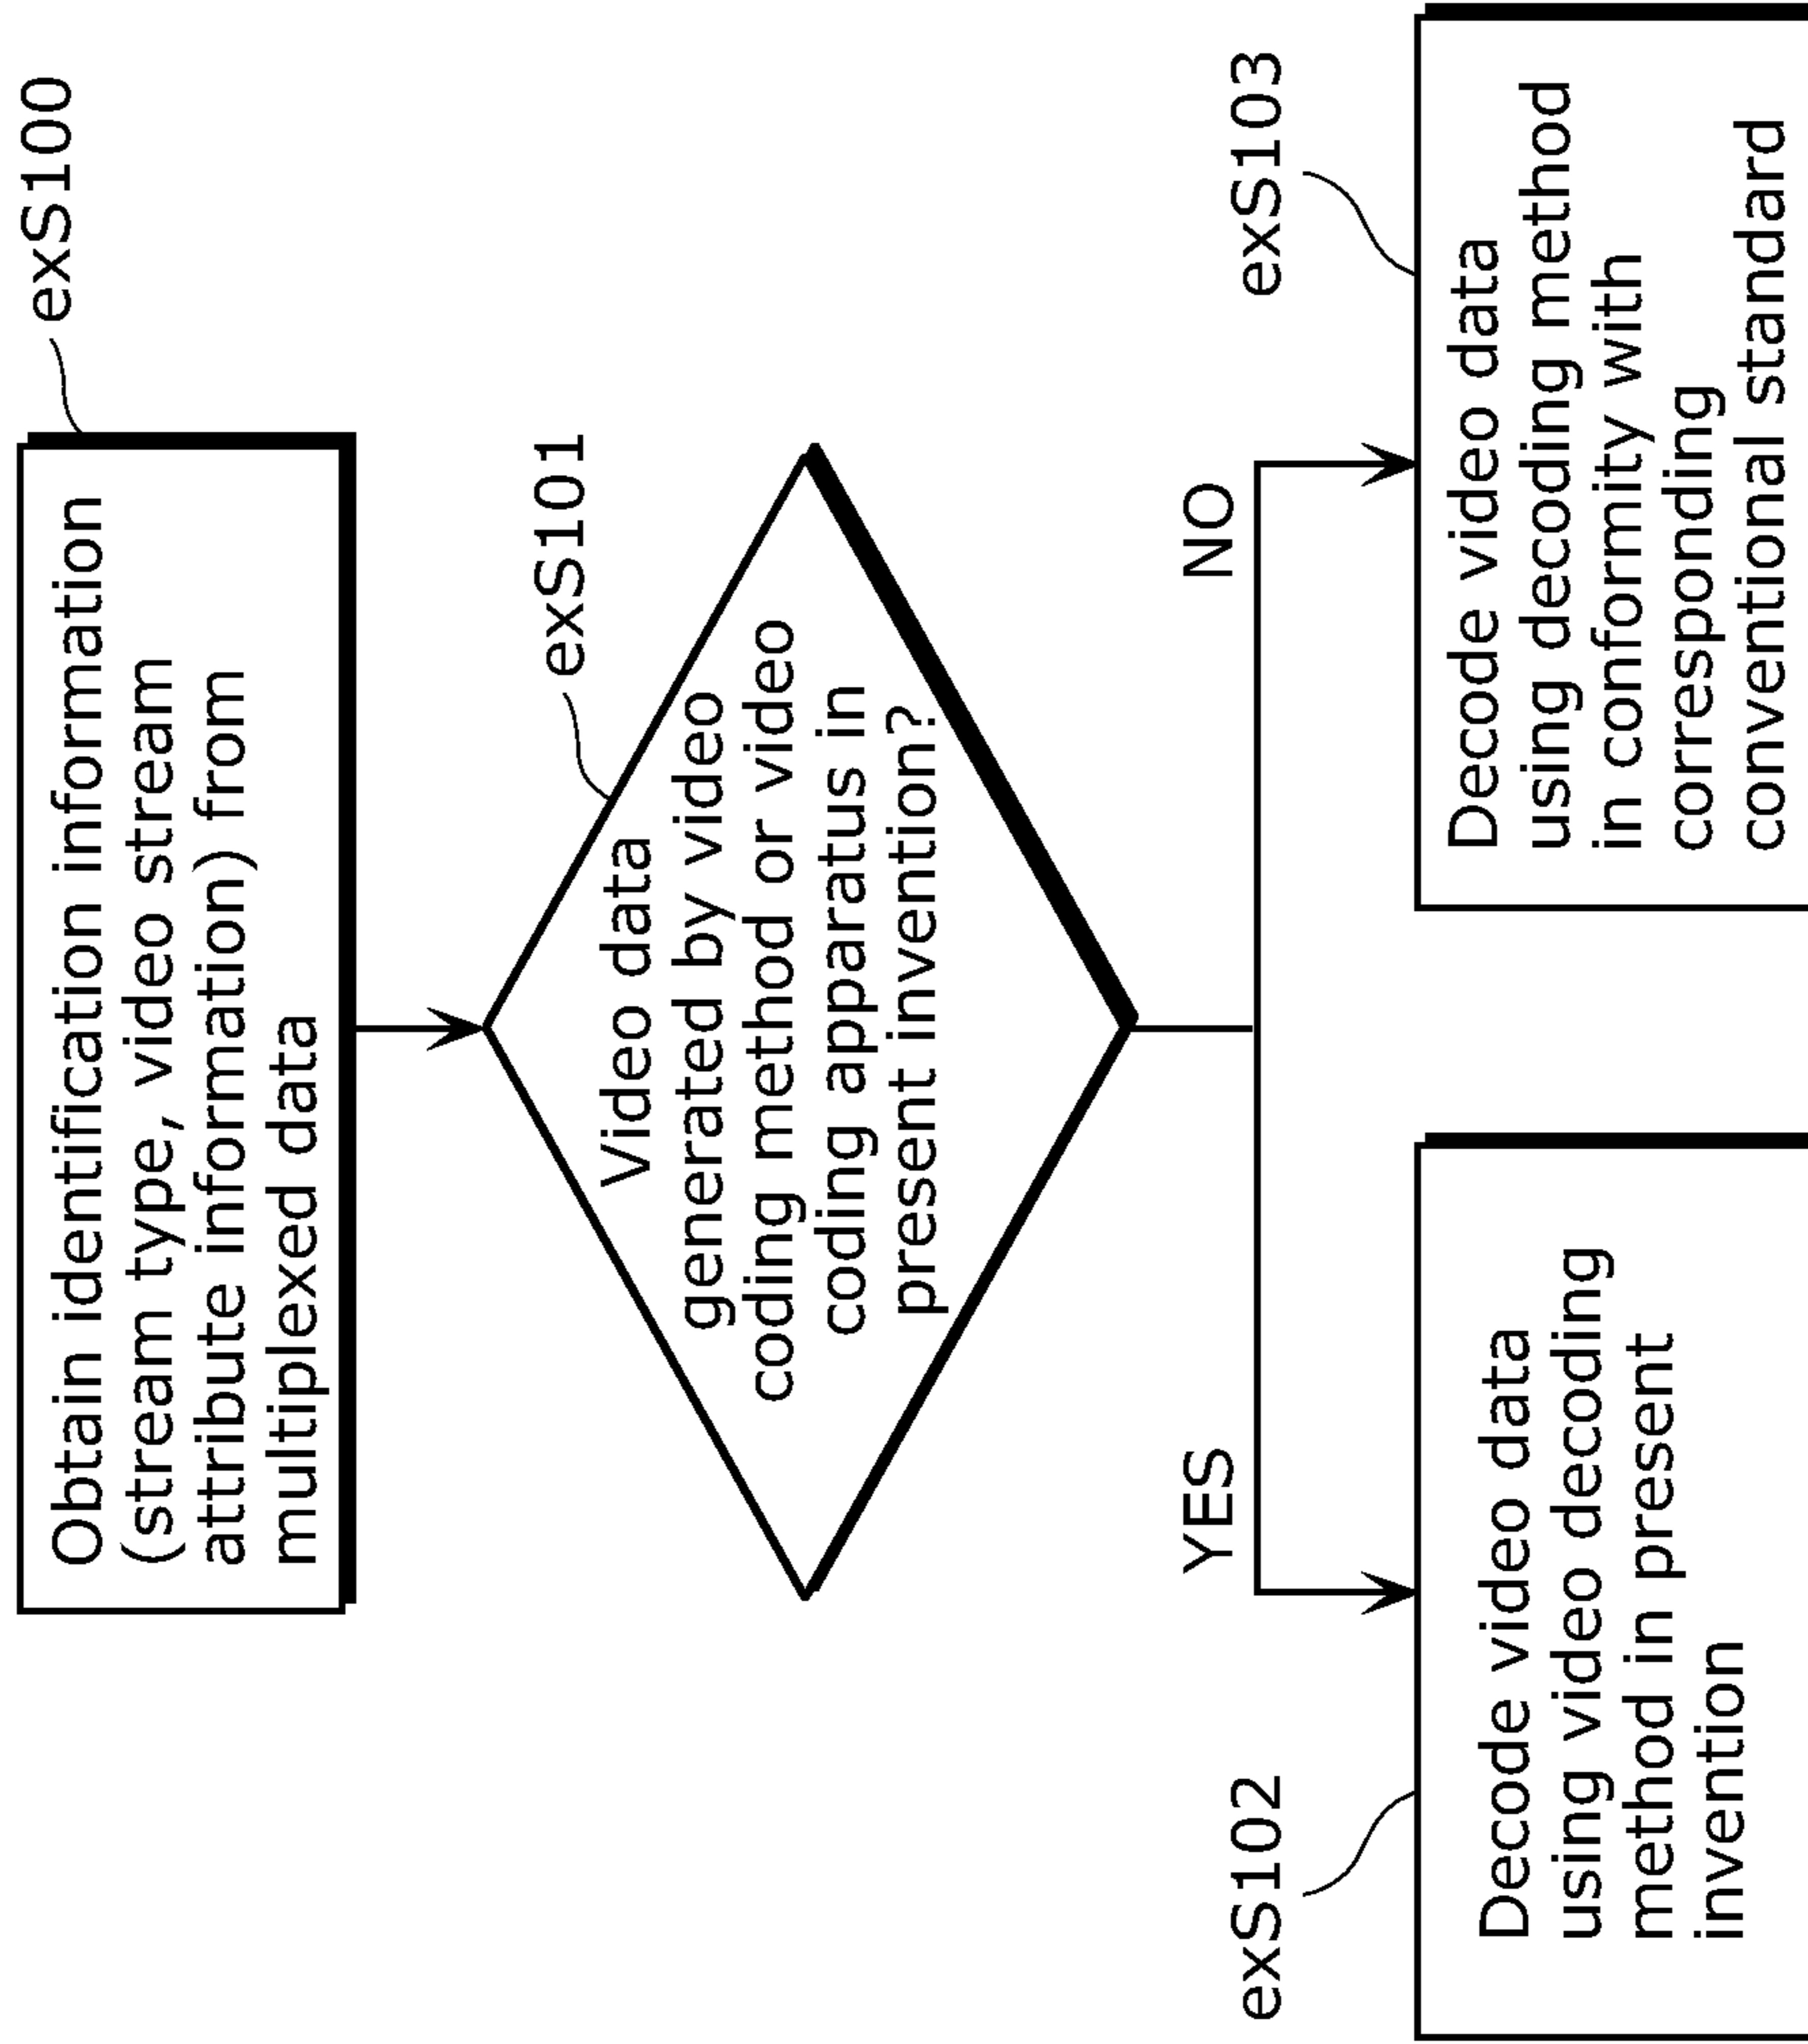 exS100
Obtain identification information
(stream type, video stream
attribute information) from
multiplexed data
exS101
Video data
generated by video
coding method or video
coding apparatus in
present invention?
YES
NO
exS102
Decode video data
using video decoding
method in present
invention
exS103
Decode video data
using decoding method
in conformity with
corresponding
conventional standard